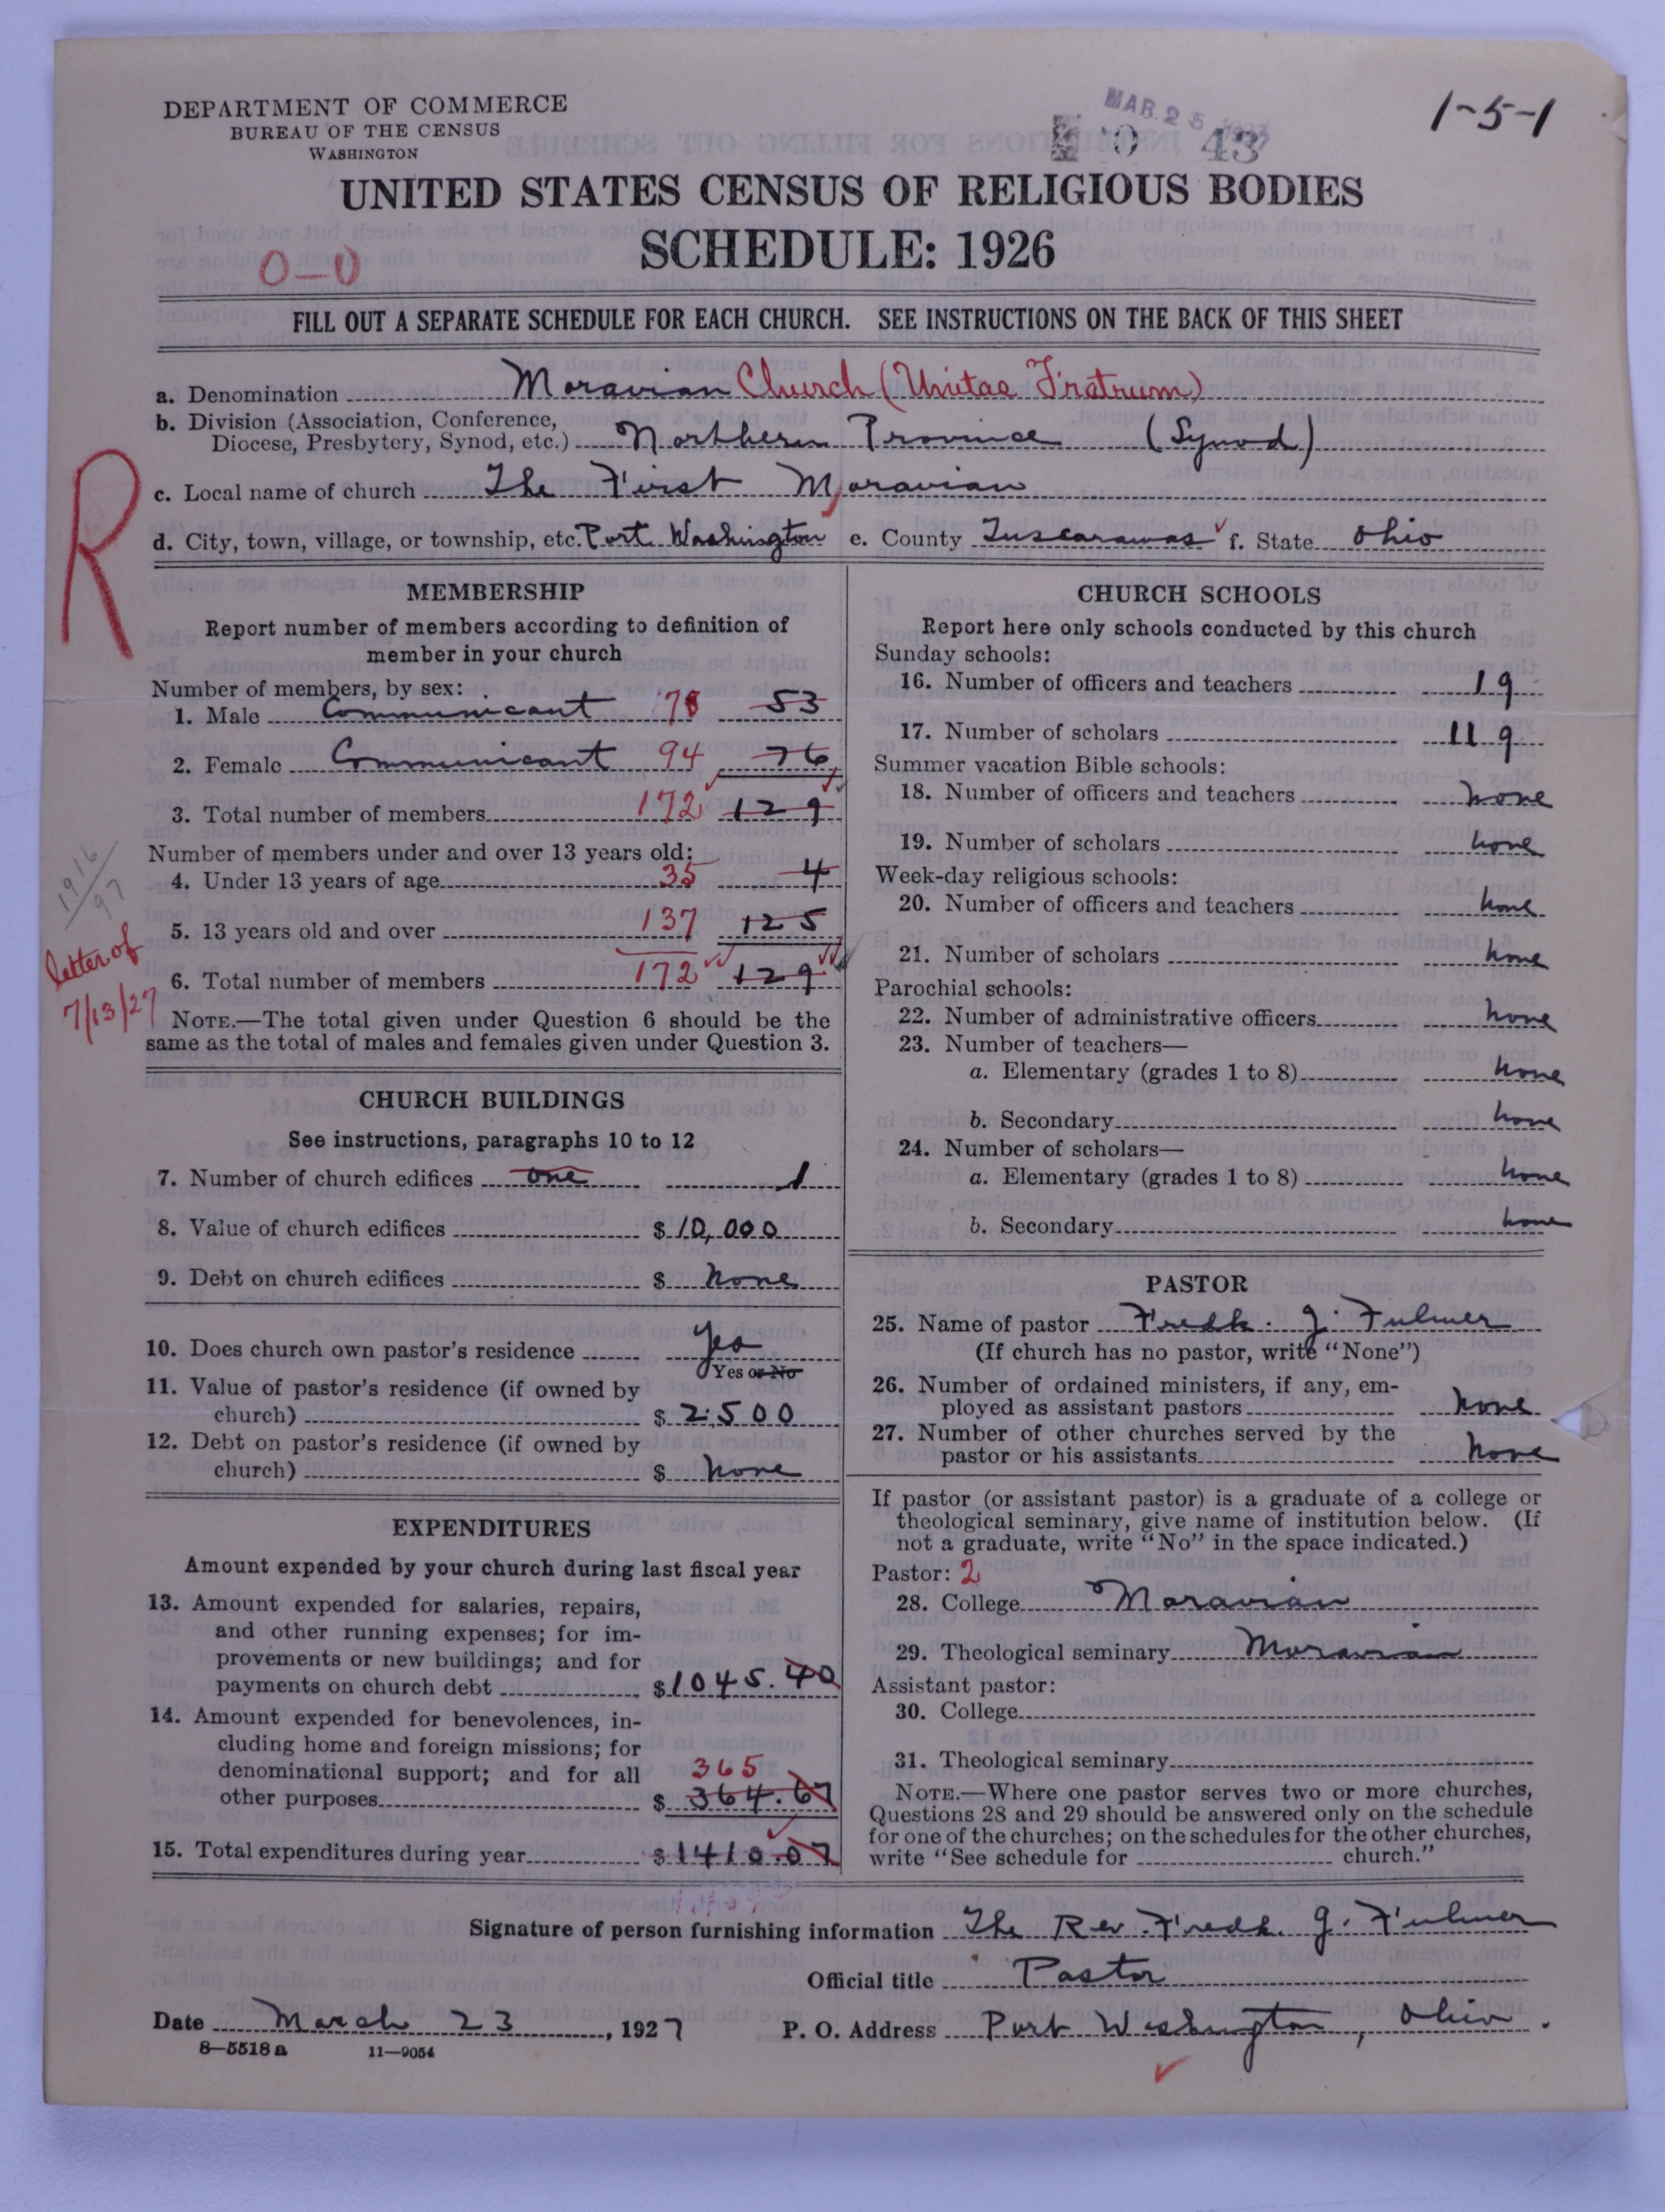 DEPARTMENT OF COMMERCE
BUREAU OF THE CENSUS
WASHINGTON
MAR 25
43
1-5-1
UNITED STATES CENSUS OF RELIGIOUS BODIES
SCHEDULE: 1926
0-0
FILL OUT A SEPARATE SCHEDULE FOR EACH CHURCH. SEE INSTRUCTIONS ON THE BACK OF THIS SHEET
a. Denomination Moravian Church (Unitas Fratrum)
b. Division (Association, Conference,
Diocese, Presbytery, Synod, etc.) Northern Province (Synod)
R
c. Local name of church The First Moravian
d. City, town, village, or township, etc. Port Washington e. County Tuscarawas f. State Ohio
MEMBERSHIP
Report number of members according to definition of
member in your church
Number of members, by sex:
1. Male Communicant 78 53
2. Female Communicant 94 76
3. Total number of members 172 129
Number of members under and over 13 years old:
4. Under 13 years of age 35 4
5. 13 years old and over 137 125
6. Total number of members 172 129
1916
97
letter of
7/13/27
NOTE.—The total given under Question 6 should be the
same as the total of males and females given under Question 3.
CHURCH BUILDINGS
See instructions, paragraphs 10 to 12
7. Number of church edifices one 1
8. Value of church edifices $ 10,000
9. Debt on church edifices $ none
10. Does church own pastor's residence Yes
Yes or No
11. Value of pastor's residence (if owned by
church) $ 2500
12. Debt on pastor's residence (if owned by
church) $ none
EXPENDITURES
Amount expended by your church during last fiscal year
13. Amount expended for salaries, repairs,
and other running expenses; for im-
provements or new buildings; and for
payments on church debt $1045.40
14. Amount expended for benevolences, in-
cluding home and foreign missions; for
denominational support; and for all 365
other purposes $ 364.67
15. Total expenditures during year $1410.07
CHURCH SCHOOLS
Report here only schools conducted by this church
Sunday schools:
16. Number of officers and teachers 19
17. Number of scholars 119
Summer vacation Bible schools:
18. Number of officers and teachers none
19. Number of scholars none
Week-day religious schools:
20. Number of officers and teachers none
21. Number of scholars none
Parochial schools:
22. Number of administrative officers none
23. Number of teachers—
a. Elementary (grades 1 to 8) none
b. Secondary none
24. Number of scholars—
a. Elementary (grades 1 to 8) none
b. Secondary none
PASTOR
25. Name of pastor Fredk. J. Fulmer
(If church has no pastor, write "None")
26. Number of ordained ministers, if any, em-
ployed as assistant pastors none
27. Number of other churches served by the
pastor or his assistants none
If pastor (or assistant pastor) is a graduate of a college or
theological seminary, give name of institution below. (If
not a graduate, write "No" in the space indicated.)
Pastor: 2
28. College Moravian
29. Theological seminary Moravian
Assistant pastor:
30. College
31. Theological seminary
NOTE.—Where one pastor serves two or more churches,
Questions 28 and 29 should be answered only on the schedule
for one of the churches; on the schedules for the other churches,
write "See schedule for church."
Signature of person furnishing information The Rev. Fredk. J. Fulmer
Official title Pastor
Date March 23, 1927 P. O. Address Port Washington, Ohio.
8—5518a 11—9054